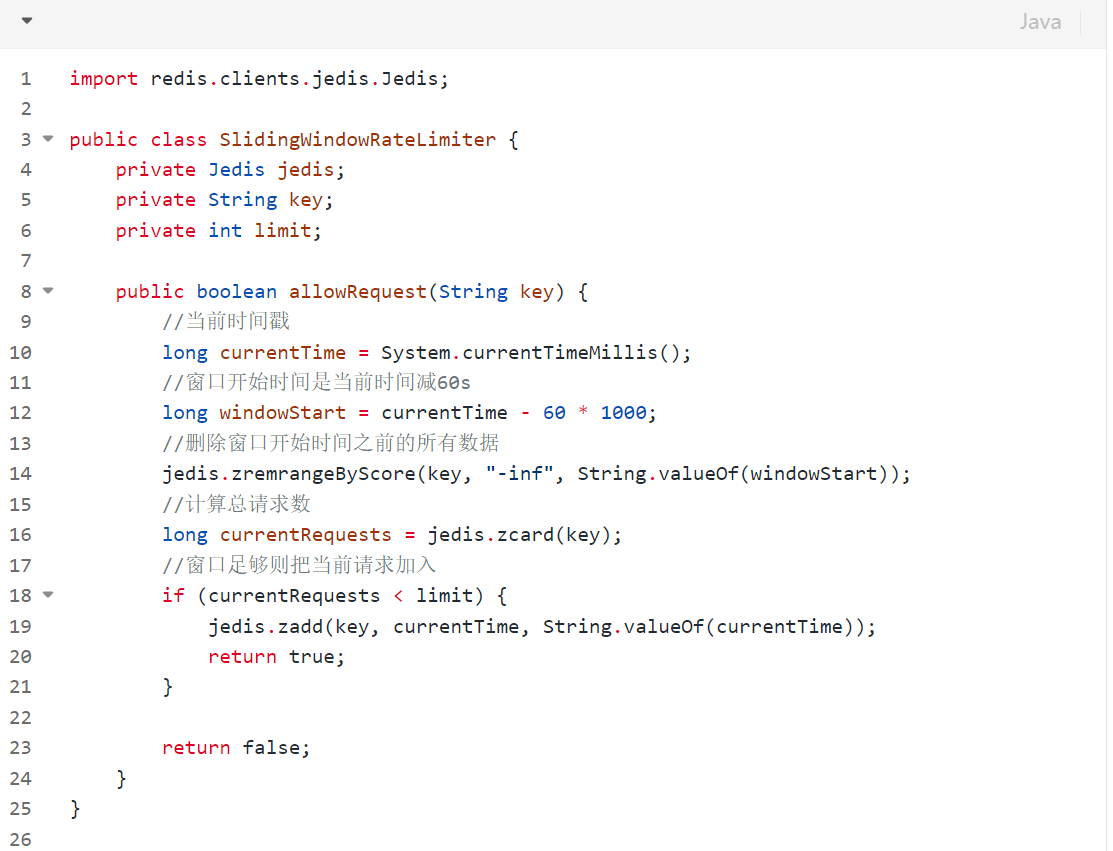 Java
1 import redis.clients.jedis.Jedis;
2
3 public class SlidingWindowRateLimiter {
4     private Jedis jedis;
5     private String key;
6     private int limit;
7
8     public boolean allowRequest(String key) {
9         //当前时间戳
10         long currentTime = System.currentTimeMillis();
11         //窗口开始时间是当前时间减60s
12         long windowStart = currentTime - 60 * 1000;
13         //删除窗口开始时间之前的所有数据
14         jedis.zremrangeByScore(key, "-inf", String.valueOf(windowStart));
15         //计算总请求数
16         long currentRequests = jedis.zcard(key);
17         //窗口足够则把当前请求加入
18         if (currentRequests < limit) {
19             jedis.zadd(key, currentTime, String.valueOf(currentTime));
20             return true;
21         }
22
23         return false;
24     }
25 }
26